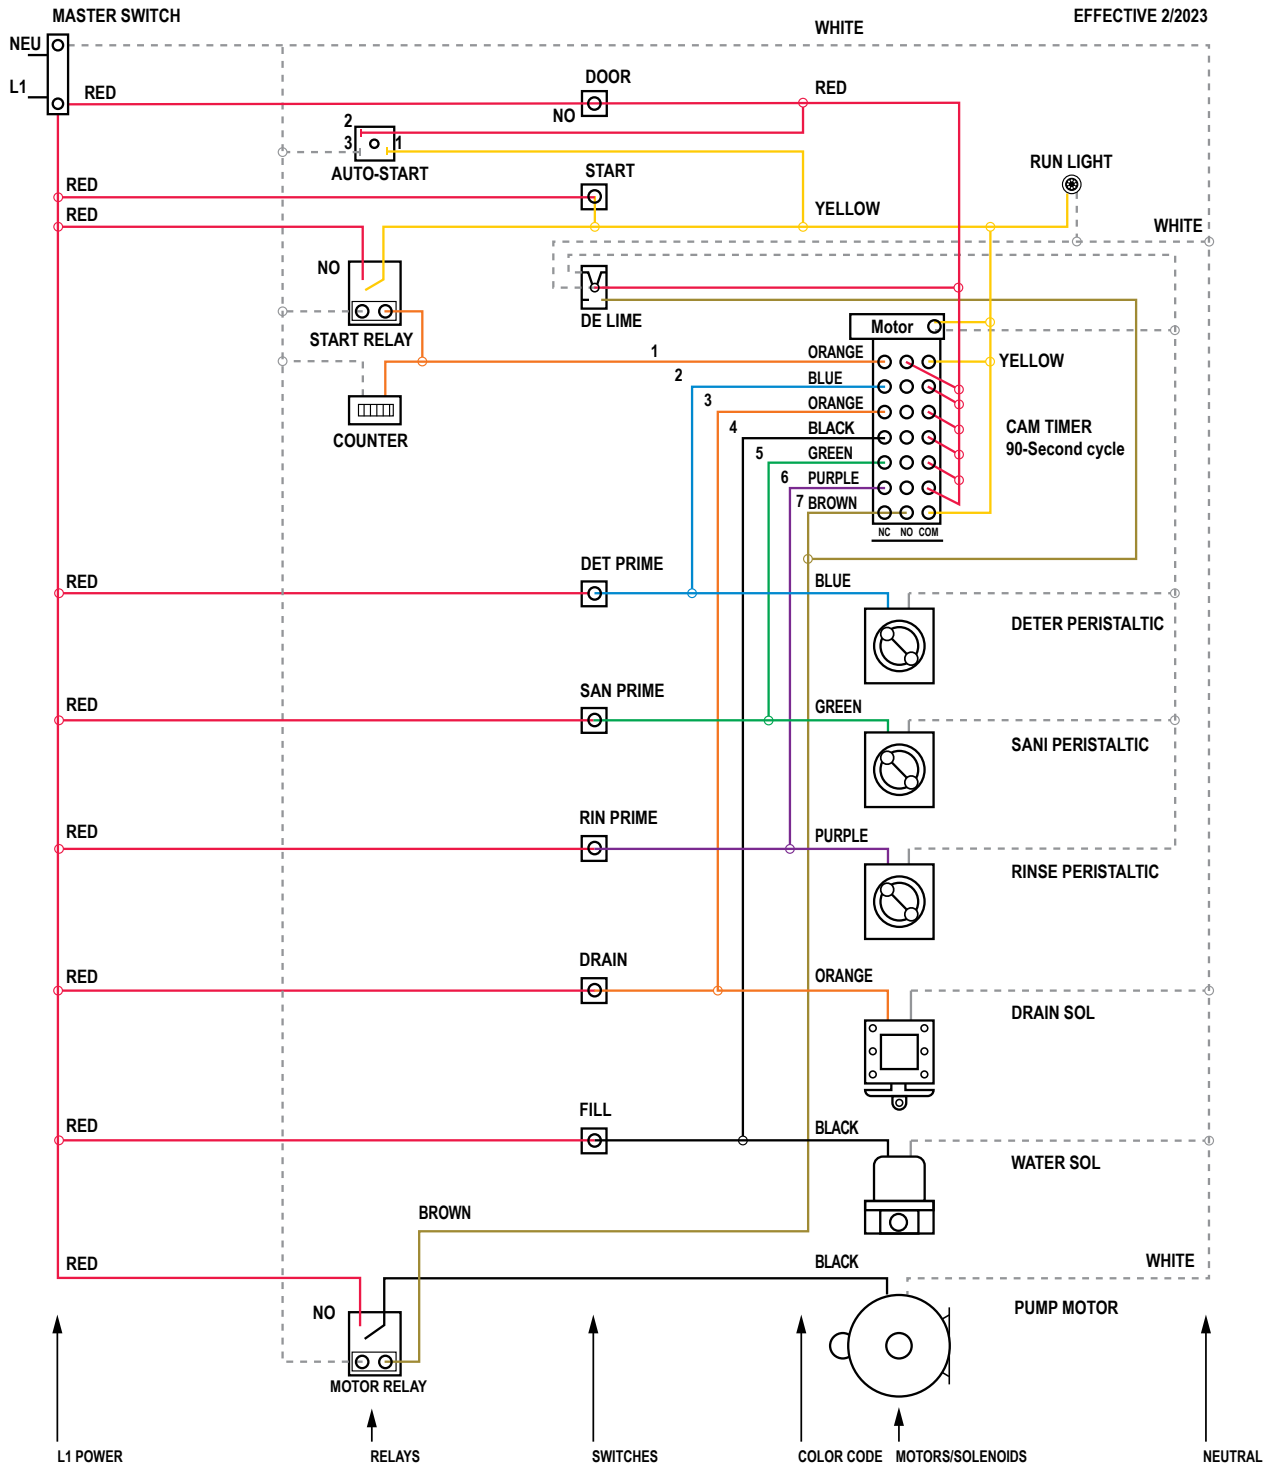 MASTER SWITCH
EFFECTIVE 2/2023
NEU
WHITE
L1
RED
DOOR
NO
RED
2
3
1
AUTO-START
START
RUN LIGHT
RED
RED
YELLOW
WHITE
NO
START RELAY
DE LIME
Motor
1
ORANGE
YELLOW
2
BLUE
3
ORANGE
4
BLACK
CAM TIMER
90-Second cycle
5
GREEN
6
PURPLE
7
BROWN
NC NO COM
COUNTER
RED
DET PRIME
BLUE
DETER PERISTALTIC
RED
SAN PRIME
GREEN
SANI PERISTALTIC
RED
RIN PRIME
PURPLE
RINSE PERISTALTIC
RED
DRAIN
ORANGE
DRAIN SOL
RED
FILL
BLACK
WATER SOL
BROWN
RED
BLACK
WHITE
NO
PUMP MOTOR
MOTOR RELAY
L1 POWER
RELAYS
SWITCHES
COLOR CODE
MOTORS/SOLENOIDS
NEUTRAL